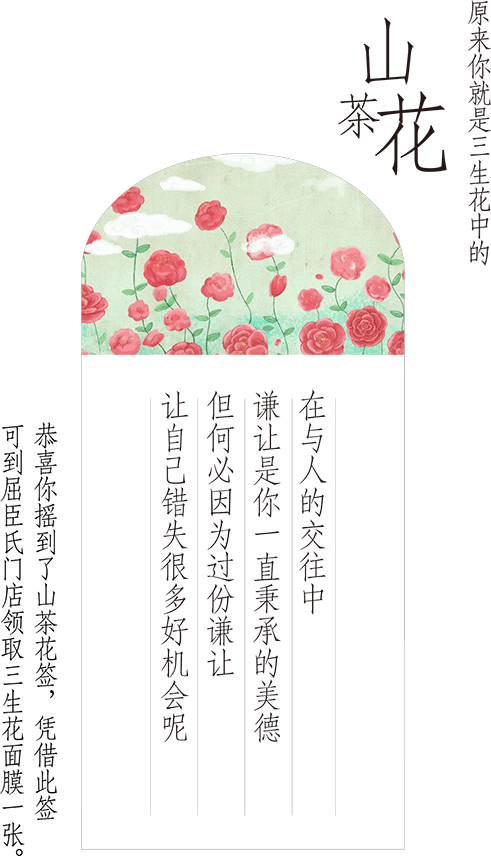 原来你就是三生花中的
山茶花
在与人的交往中
谦让是你一直秉承的美德
但何必因为过份谦让
让自己错失很多好机会呢
恭喜你摇到了山茶花签，凭借此签
可到屈臣氏门店领取三生花面膜一张。